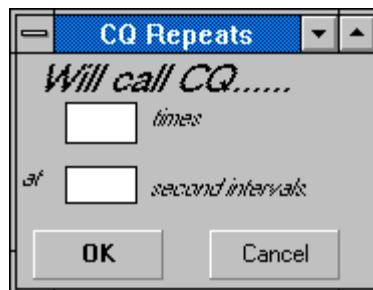 CQ Repeats
Will call CQ......
times
at
second intervals
OK
Cancel